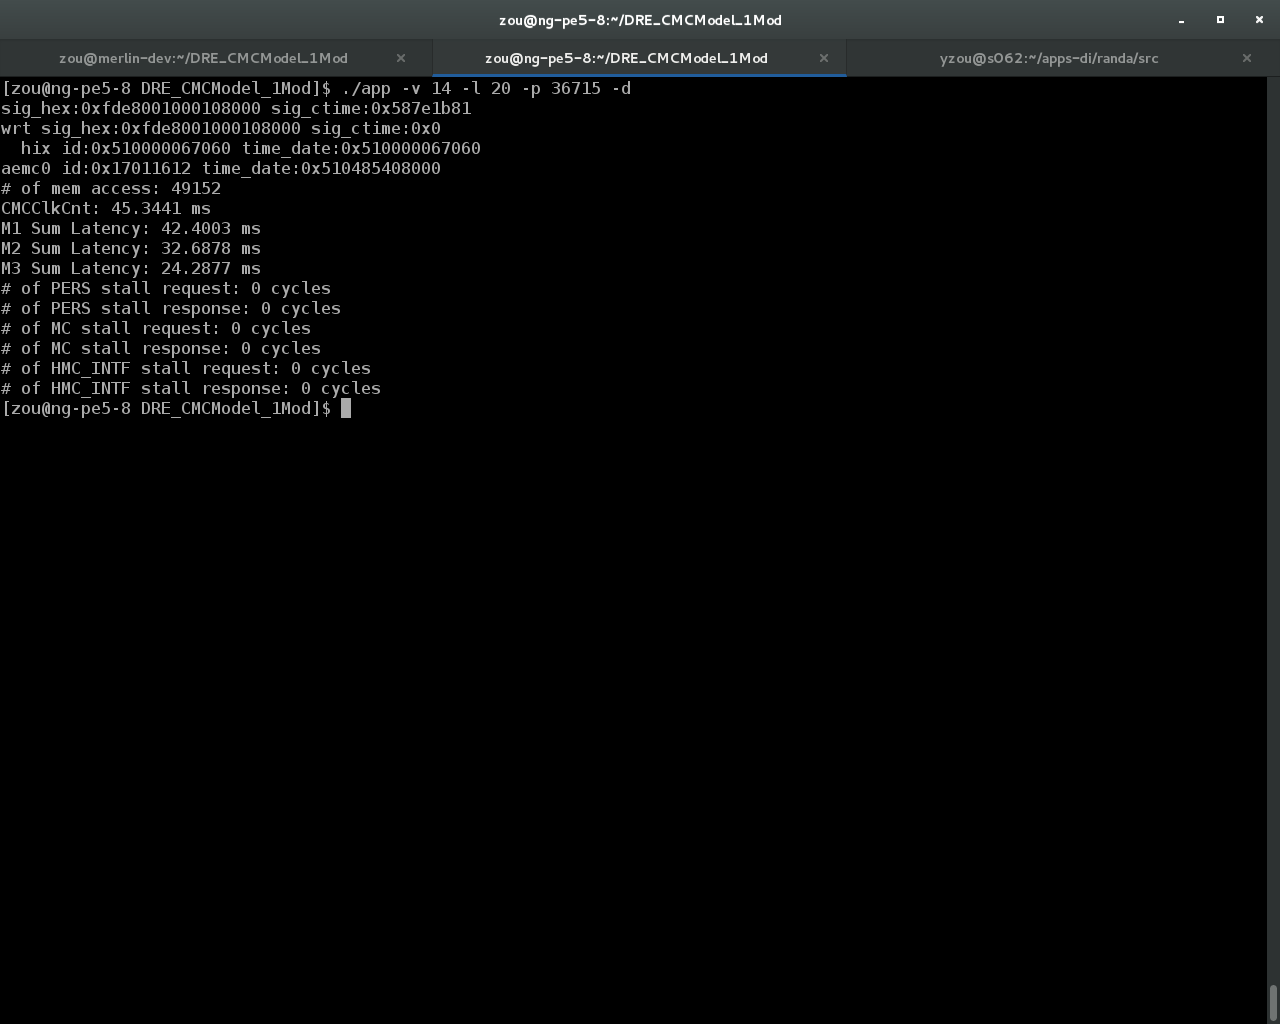 zou@ng-pe5-8:~/DRE_CMCModel_1Mod
zou@merlin-dev:~/DRE_CMCModel_1Mod × zou@ng-pe5-8:~/DRE_CMCModel_1Mod × yzou@s062:~/apps-di/randa/src ×
[zou@ng-pe5-8 DRE_CMCModel_1Mod]$ ./app -v 14 -l 20 -p 36715 -d
sig_hex:0xfde8001000108000 sig_ctime:0x587e1b81
wrt sig_hex:0xfde8001000108000 sig_ctime:0x0
  hix id:0x510000067060 time_date:0x510000067060
aemc0 id:0x17011612 time_date:0x510485408000
# of mem access: 49152
CMCClkCnt: 45.3441 ms
M1 Sum Latency: 42.4003 ms
M2 Sum Latency: 32.6878 ms
M3 Sum Latency: 24.2877 ms
# of PERS stall request: 0 cycles
# of PERS stall response: 0 cycles
# of MC stall request: 0 cycles
# of MC stall response: 0 cycles
# of HMC_INTF stall request: 0 cycles
# of HMC_INTF stall response: 0 cycles
[zou@ng-pe5-8 DRE_CMCModel_1Mod]$